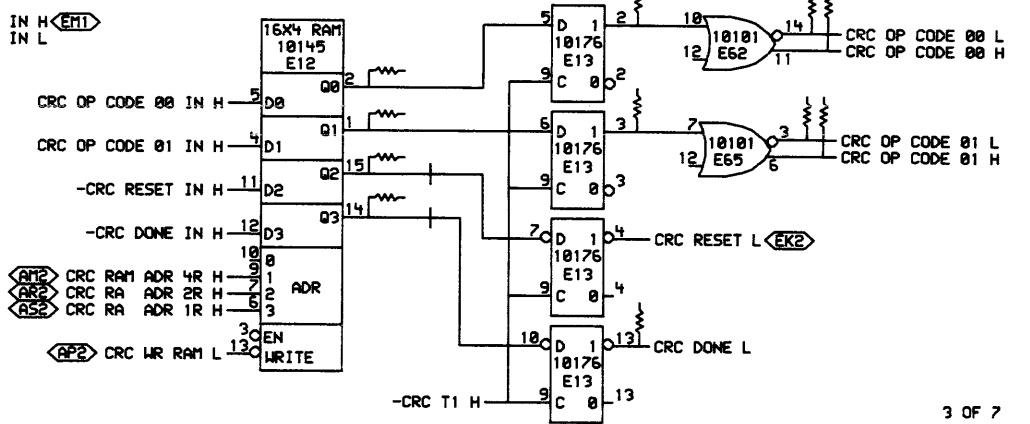 IN H EM1
IN L
16X4 RAM
10145
E12
CRC OP CODE 00 IN H 5 D0
CRC OP CODE 01 IN H 4 D1
-CRC RESET IN H 11 D2
-CRC DONE IN H 12 D3
Q0 2
Q1 1
Q2 15
Q3 14
10 0
AM2 CRC RAM ADR 4R H 9 1
AR2 CRC RA ADR 2R H 7 2
AS2 CRC RA ADR 1R H 6 3
ADR
3 EN
AP2 CRC WR RAM L 13 WRITE
5 D 1 2
10176
E13
9 C 0 2
6 D 1 3
10176
E13
9 C 0 3
7 D 1 4 CRC RESET L EK2
10176
E13
9 C 0 4
10 D 1 13 CRC DONE L
10176
E13
-CRC T1 H 9 C 0 13
10 14 CRC OP CODE 00 L
10101
12 E62 11 CRC OP CODE 00 H
7 3 CRC OP CODE 01 L
10101
12 E65 6 CRC OP CODE 01 H
3 OF 7